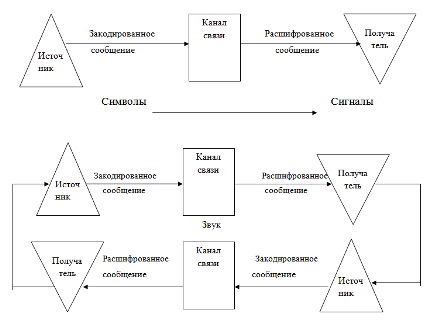 Источ
ник
Закодированное
сообщение
Канал
связи
Расшифрованное
сообщение
Получа
тель
Символы
Сигналы
Источ
ник
Закодированное
сообщение
Канал
связи
Расшифрованное
сообщение
Получа
тель
Звук
Получа
тель
Расшифрованное
сообщение
Канал
связи
Закодированное
сообщение
Источ
ник